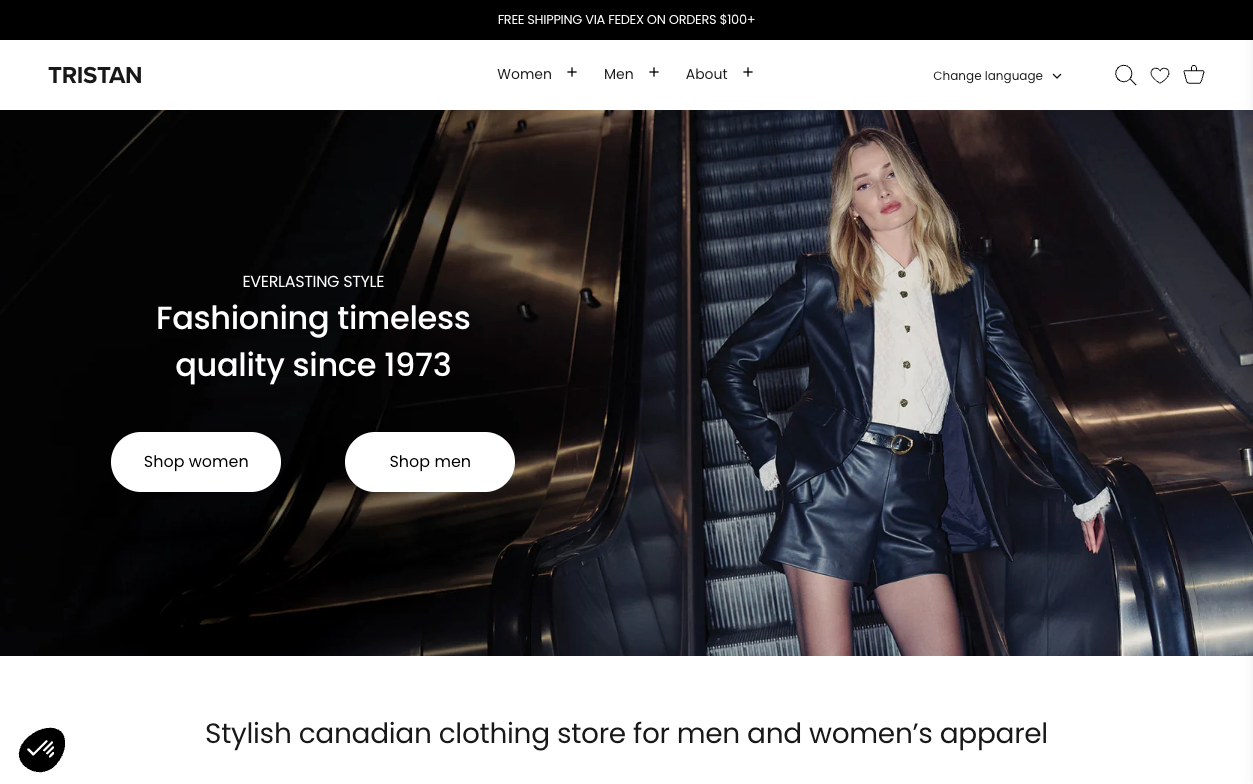 FREE SHIPPING VIA FEDEX ON ORDERS $100+
TRISTAN
Women + Men + About +
Change language
EVERLASTING STYLE
Fashioning timeless
quality since 1973
Shop women
Shop men
Stylish canadian clothing store for men and women’s apparel